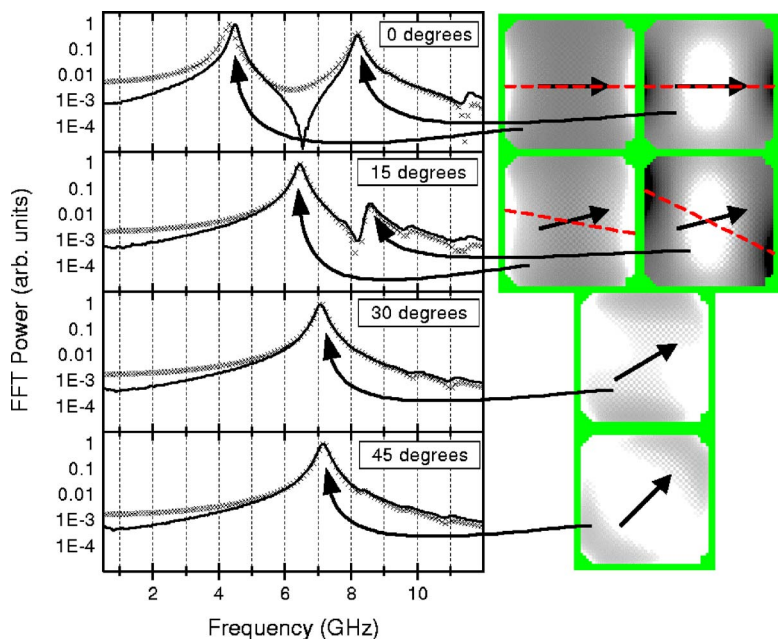 1
0.1
0.01
1E-3
1E-4
0 degrees
1
0.1
0.01
1E-3
1E-4
15 degrees
1
0.1
0.01
1E-3
1E-4
30 degrees
1
0.1
0.01
1E-3
1E-4
45 degrees
FFT Power (arb. units)
2 4 6 8 10
Frequency (GHz)